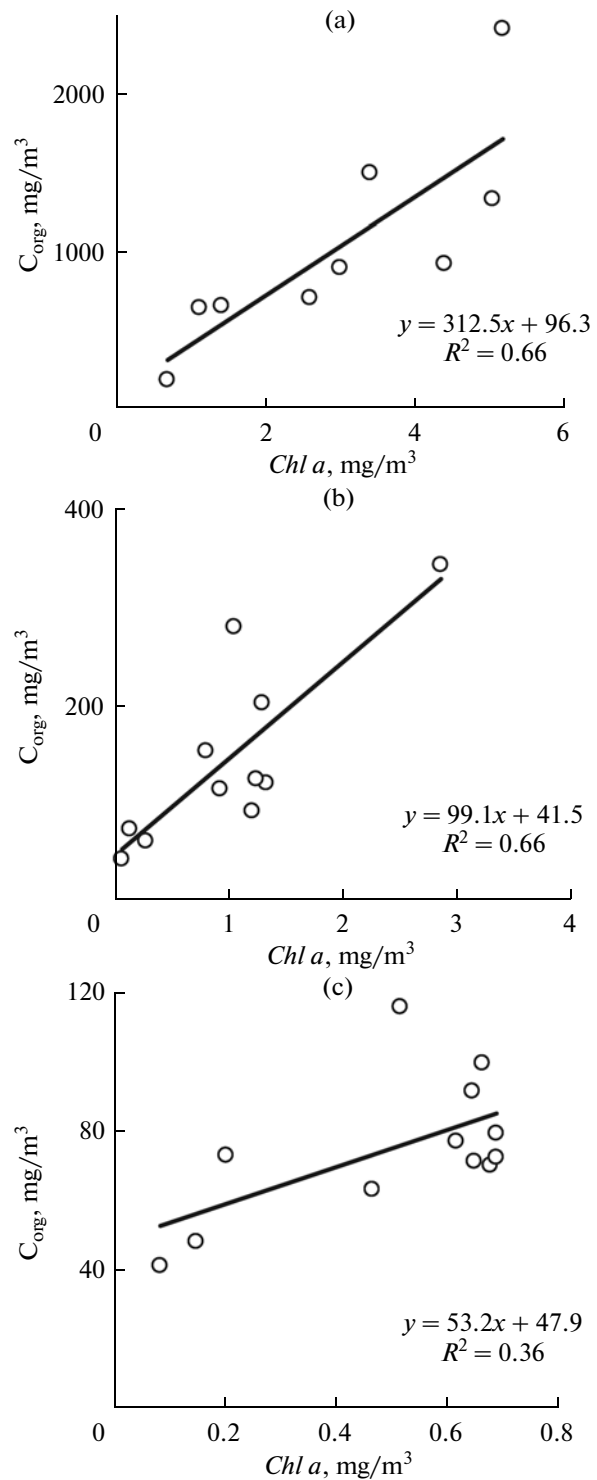 (a)
2000
1000
C_org, mg/m³
y = 312.5x + 96.3
R² = 0.66
0 2 4 6
Chl a, mg/m³
(b)
400
200
C_org, mg/m³
y = 99.1x + 41.5
R² = 0.66
0 1 2 3 4
Chl a, mg/m³
(c)
120
80
40
C_org, mg/m³
y = 53.2x + 47.9
R² = 0.36
0 0.2 0.4 0.6 0.8
Chl a, mg/m³